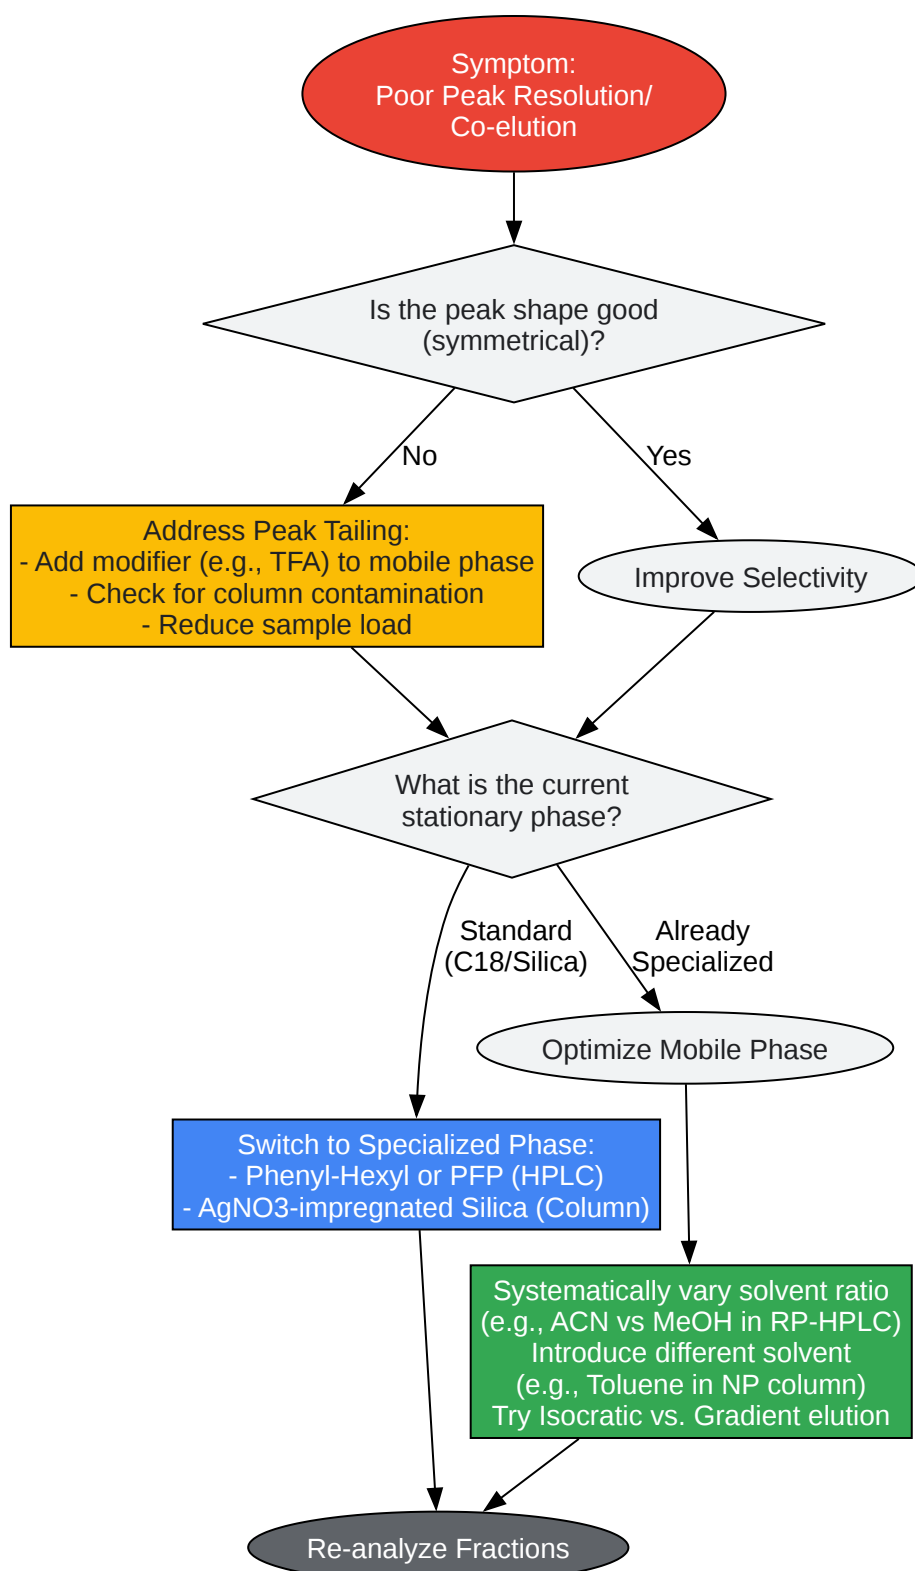 Symptom:
Poor Peak Resolution/
Co-elution
Is the peak shape good
(symmetrical)?
No
Yes
Address Peak Tailing:
- Add modifier (e.g., TFA) to mobile phase
- Check for column contamination
- Reduce sample load
Improve Selectivity
What is the current
stationary phase?
Standard
(C18/Silica)
Already
Specialized
Optimize Mobile Phase
Switch to Specialized Phase:
- Phenyl-Hexyl or PFP (HPLC)
- AgNO3-impregnated Silica (Column)
Systematically vary solvent ratio
(e.g., ACN vs MeOH in RP-HPLC)
Introduce different solvent
(e.g., Toluene in NP column)
Try Isocratic vs. Gradient elution
Re-analyze Fractions